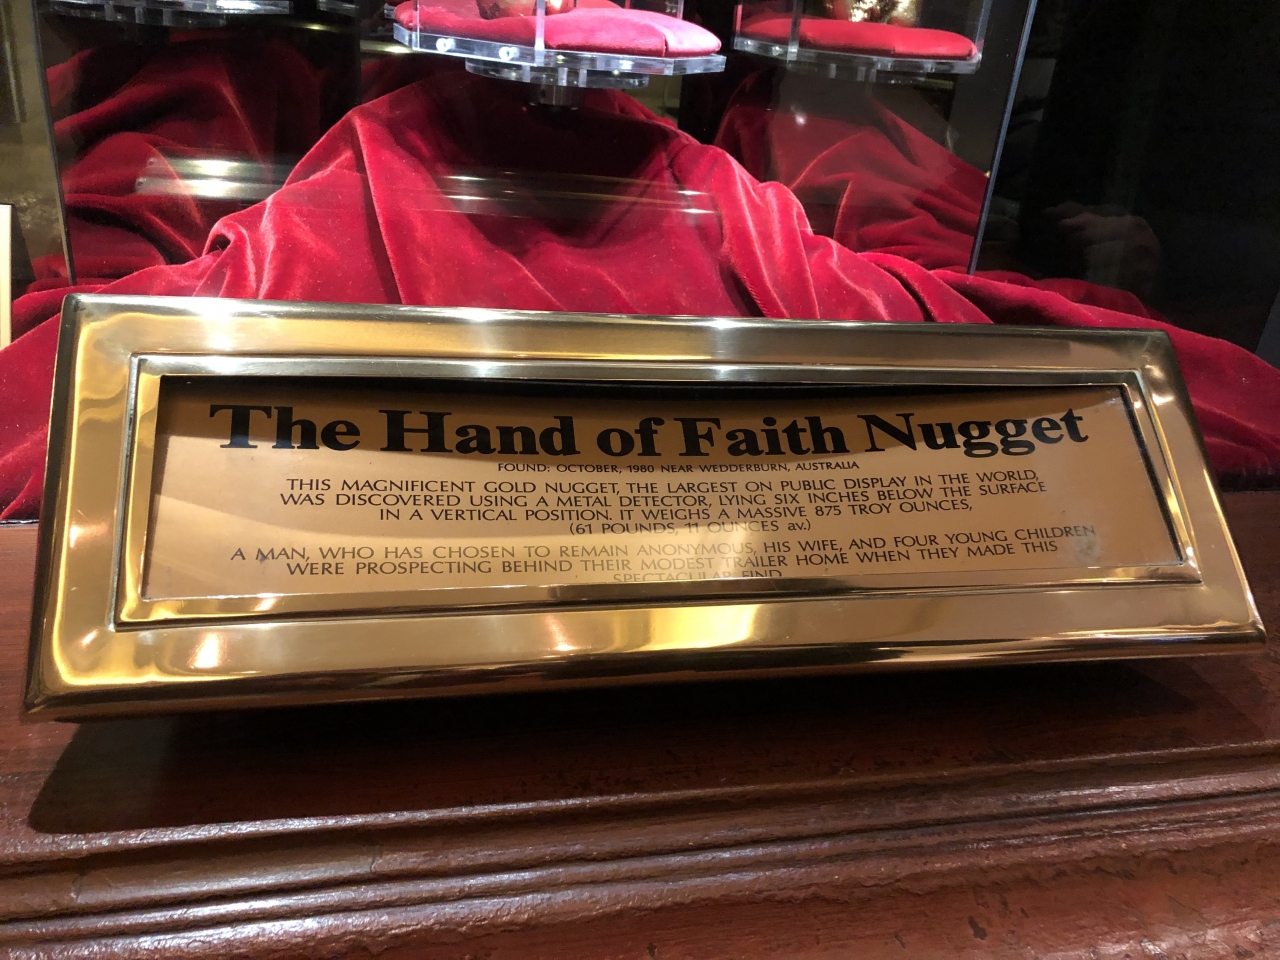 The Hand of Faith Nugget
FOUND: OCTOBER, 1980 NEAR WEDDERBURN, AUSTRALIA
THIS MAGNIFICENT GOLD NUGGET, THE LARGEST ON PUBLIC DISPLAY IN THE WORLD,
WAS DISCOVERED USING A METAL DETECTOR, LYING SIX INCHES BELOW THE SURFACE
IN A VERTICAL POSITION. IT WEIGHS A MASSIVE 875 TROY OUNCES,
(61 POUNDS, 11 OUNCES av.)
A MAN, WHO HAS CHOSEN TO REMAIN ANONYMOUS, HIS WIFE, AND FOUR YOUNG CHILDREN
WERE PROSPECTING BEHIND THEIR MODEST TRAILER HOME WHEN THEY MADE THIS
SPECTACULAR FIND